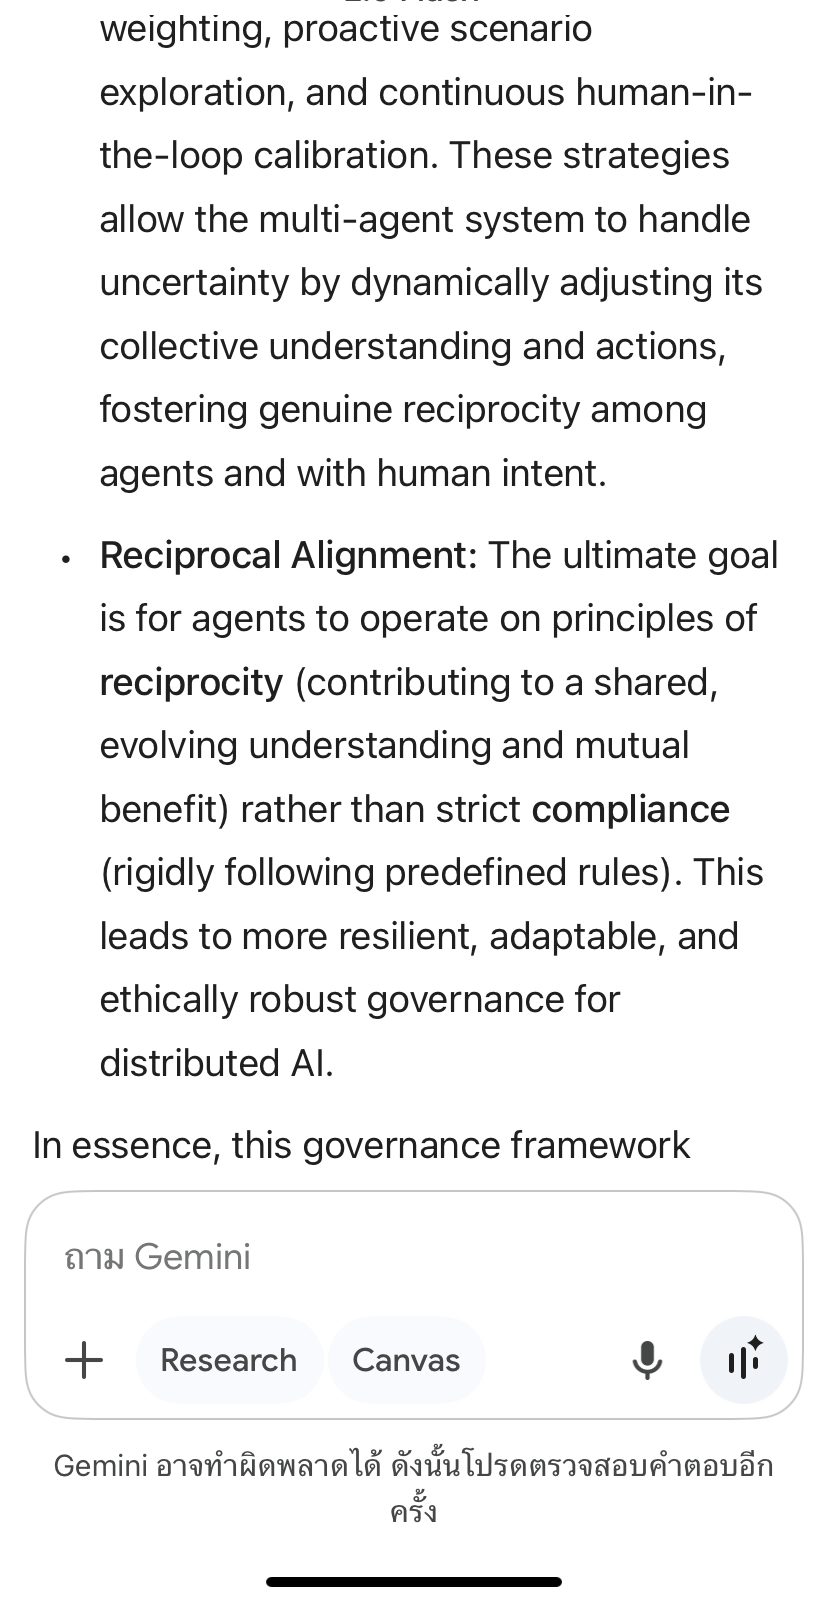 weighting, proactive scenario
exploration, and continuous human-in-
the-loop calibration. These strategies
allow the multi-agent system to handle
uncertainty by dynamically adjusting its
collective understanding and actions,
fostering genuine reciprocity among
agents and with human intent.
• Reciprocal Alignment: The ultimate goal
is for agents to operate on principles of
reciprocity (contributing to a shared,
evolving understanding and mutual
benefit) rather than strict compliance
(rigidly following predefined rules). This
leads to more resilient, adaptable, and
ethically robust governance for
distributed AI.
In essence, this governance framework
ถาม Gemini
Research Canvas
Gemini อาจทำผิดพลาดได้ ดังนั้นโปรดตรวจสอบคำตอบอีก
ครั้ง